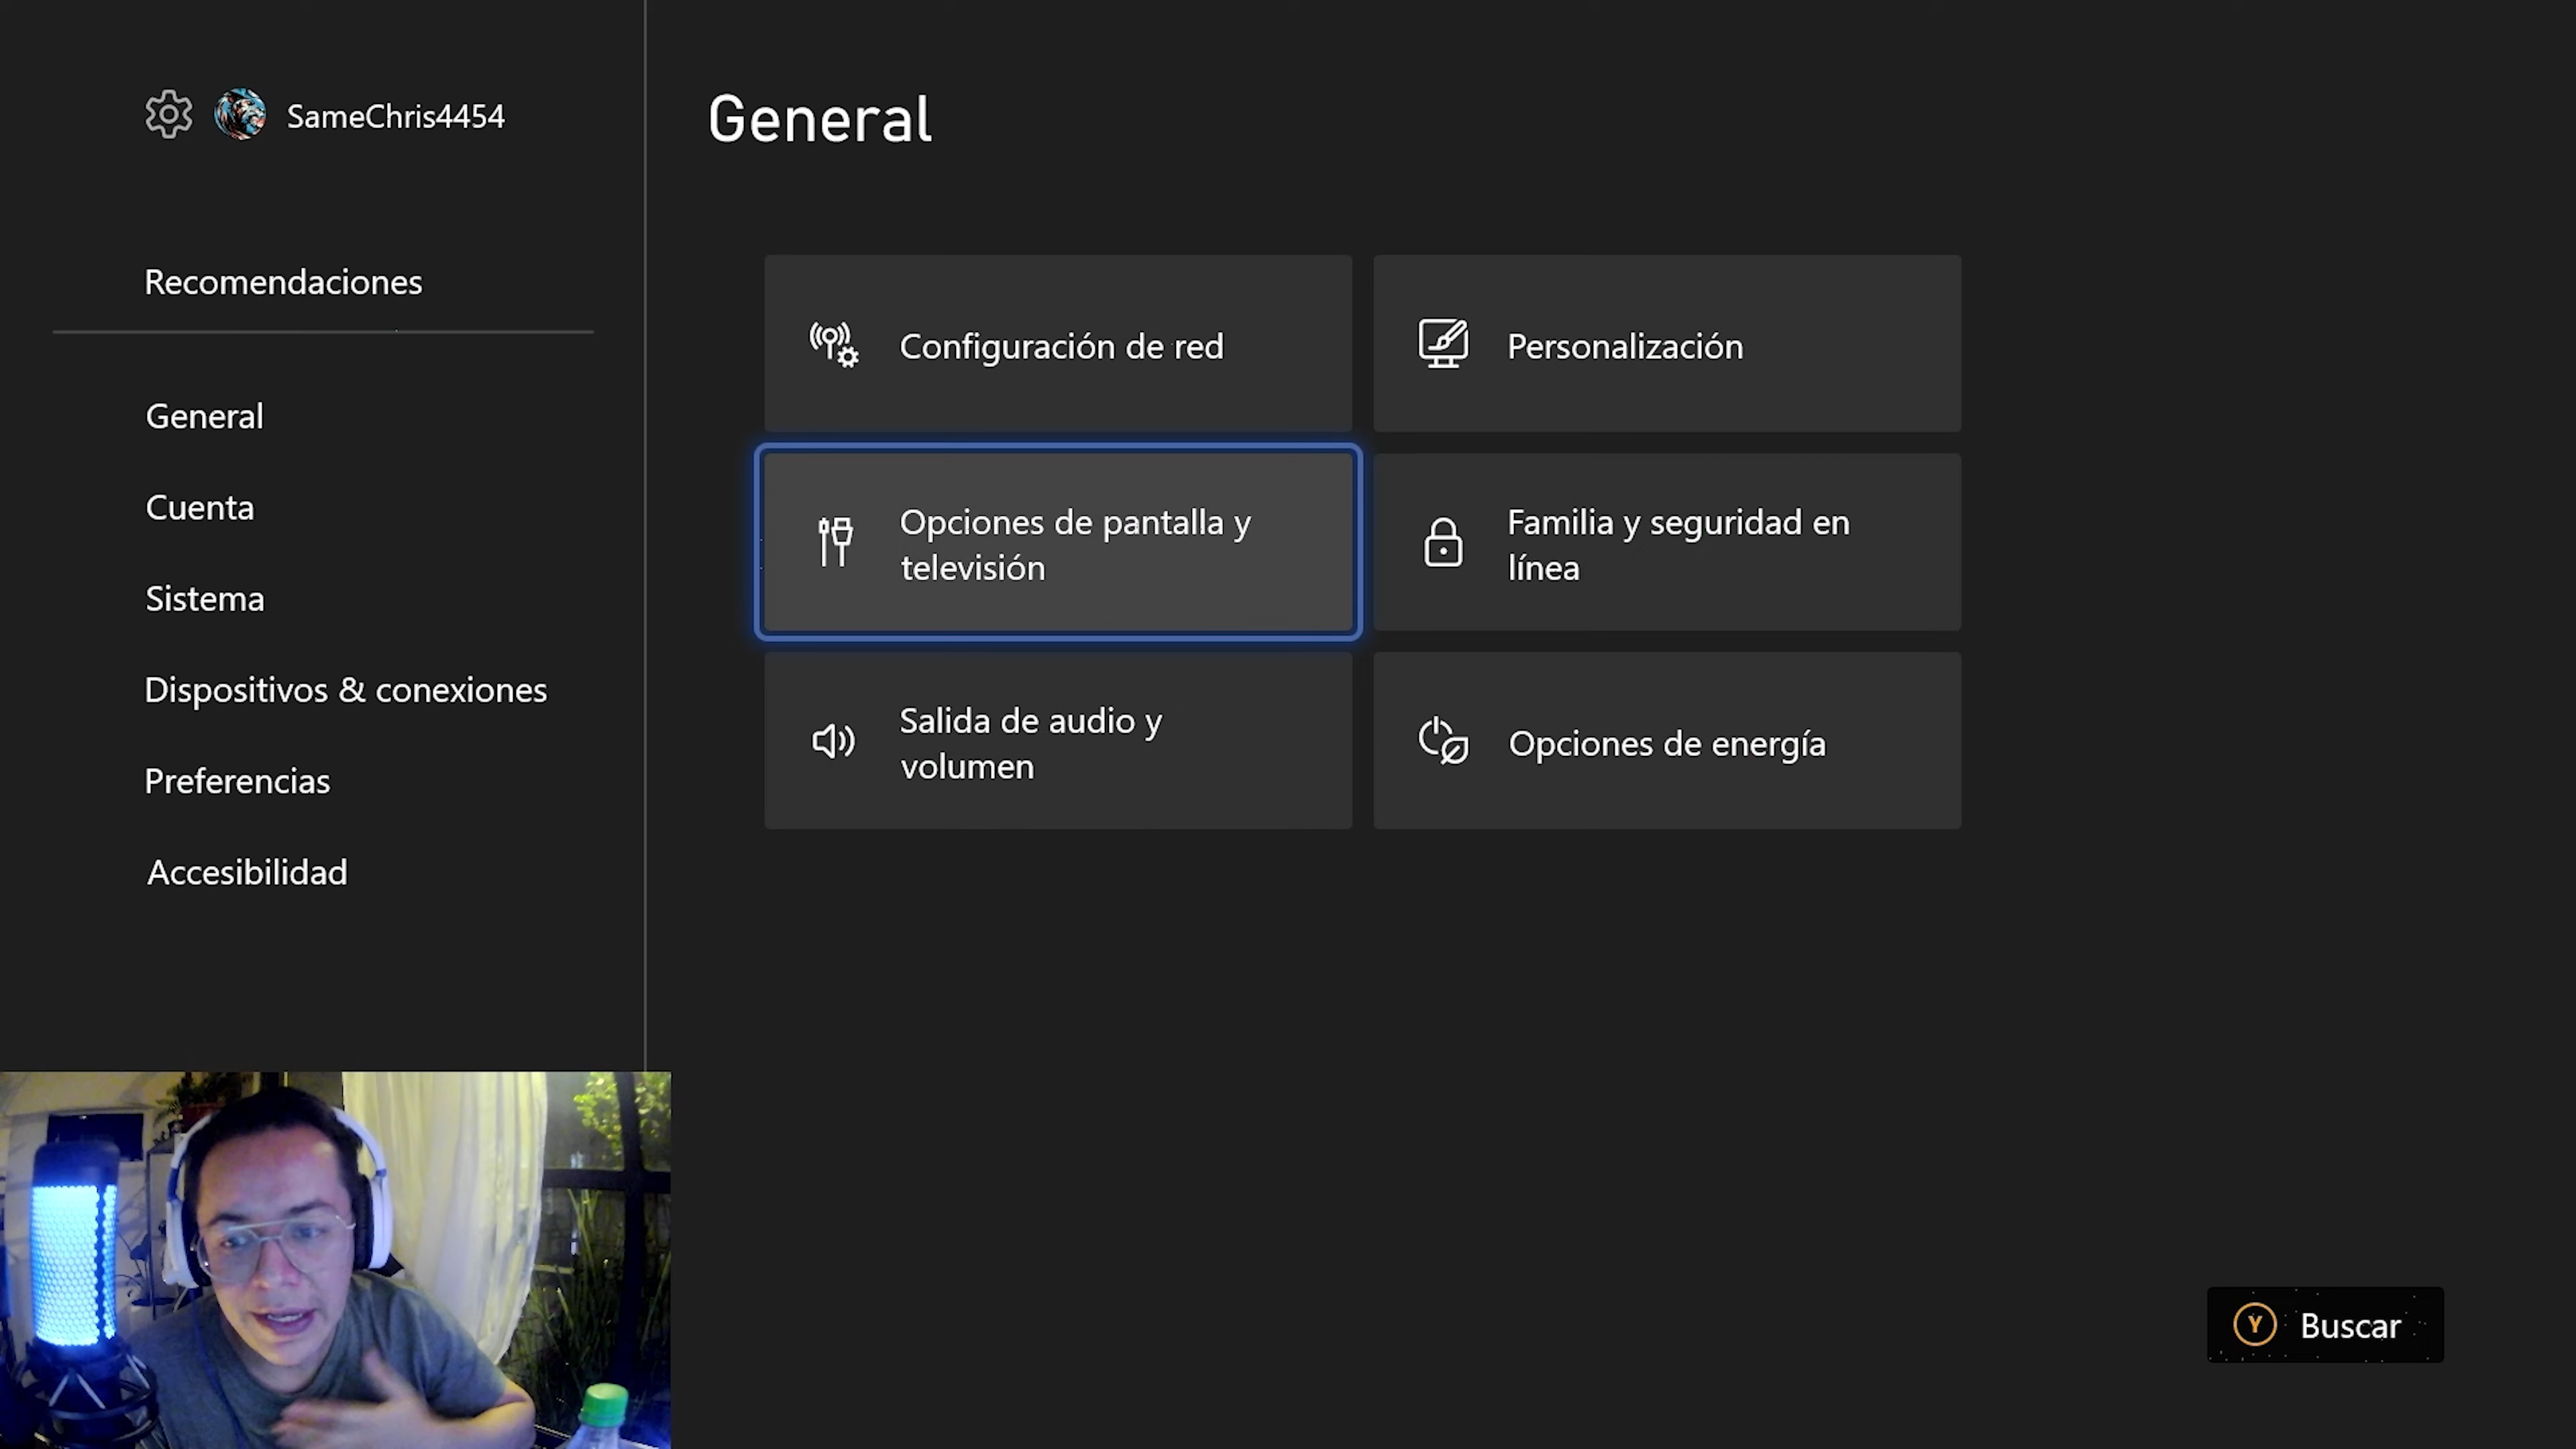 SameChris4454
Recomendaciones
General
Cuenta
Sistema
Dispositivos & conexiones
Preferencias
Accesibilidad
General
Configuración de red
Personalización
Opciones de pantalla y
televisión
Familia y seguridad en
línea
Salida de audio y
volumen
Opciones de energía
Y Buscar